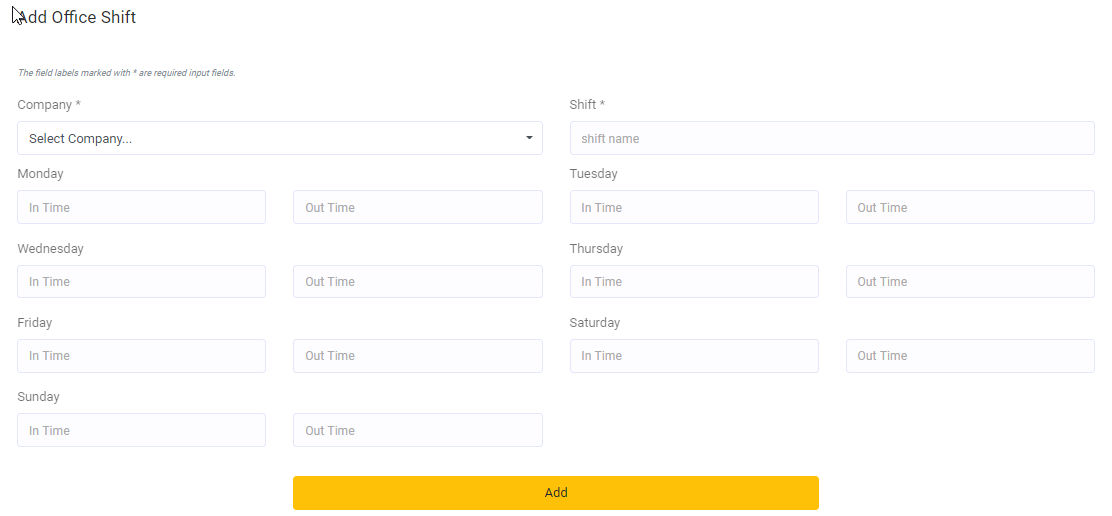 Add Office Shift
The field labels marked with * are required input fields.
Company * Shift *
Select Company... shift name
Monday Tuesday
In Time Out Time In Time Out Time
Wednesday Thursday
In Time Out Time In Time Out Time
Friday Saturday
In Time Out Time In Time Out Time
Sunday
In Time Out Time
Add